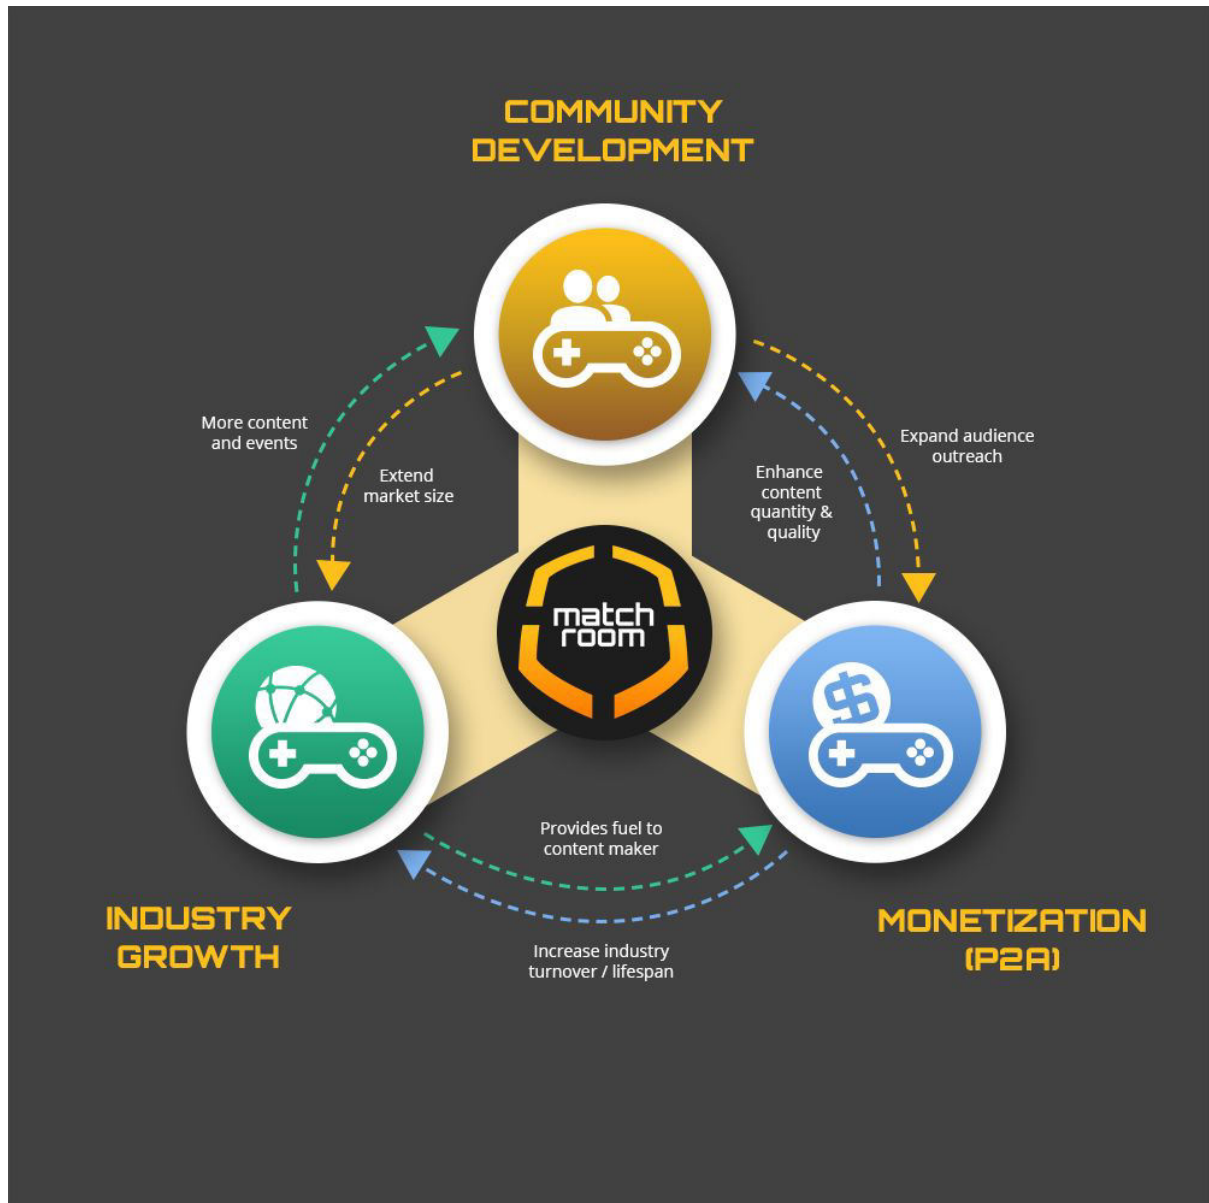 COMMUNITY
DEVELOPMENT
More content
and events
Extend
market size
Enhance
content
quantity &
quality
Expand audience
outreach
match
room
Provides fuel to
content maker
INDUSTRY
GROWTH
MONETIZATION
(P2A)
Increase industry
turnover / lifespan